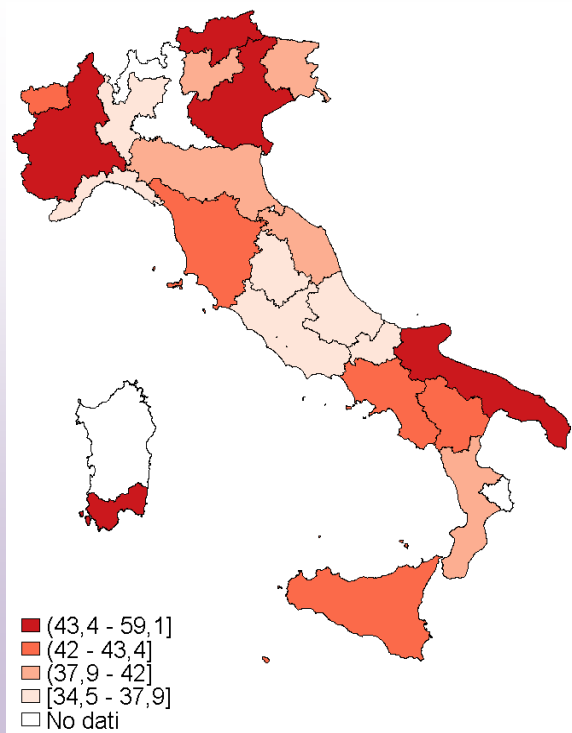 (43,4 - 59,1]
(42 - 43,4]
(37,9 - 42]
[34,5 - 37,9]
No dati